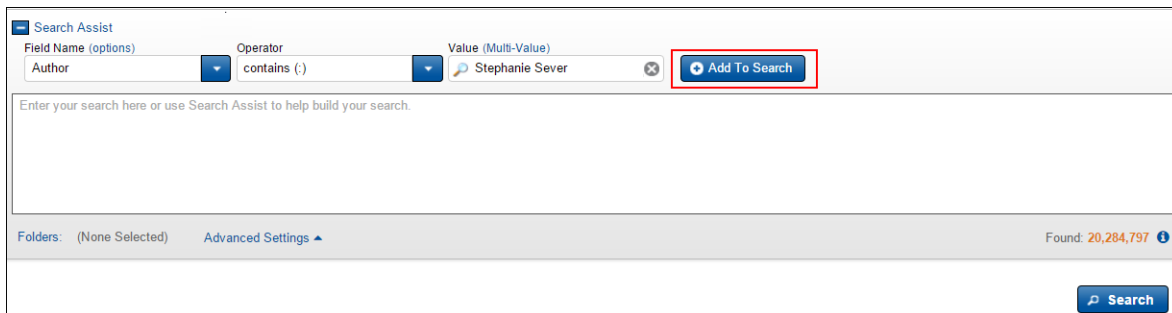 Search Assist
Field Name (options) Operator Value (Multi-Value)
Author contains (:) Stephanie Sever Add To Search
Enter your search here or use Search Assist to help build your search.
Folders: (None Selected) Advanced Settings Found: 20,284,797
Search